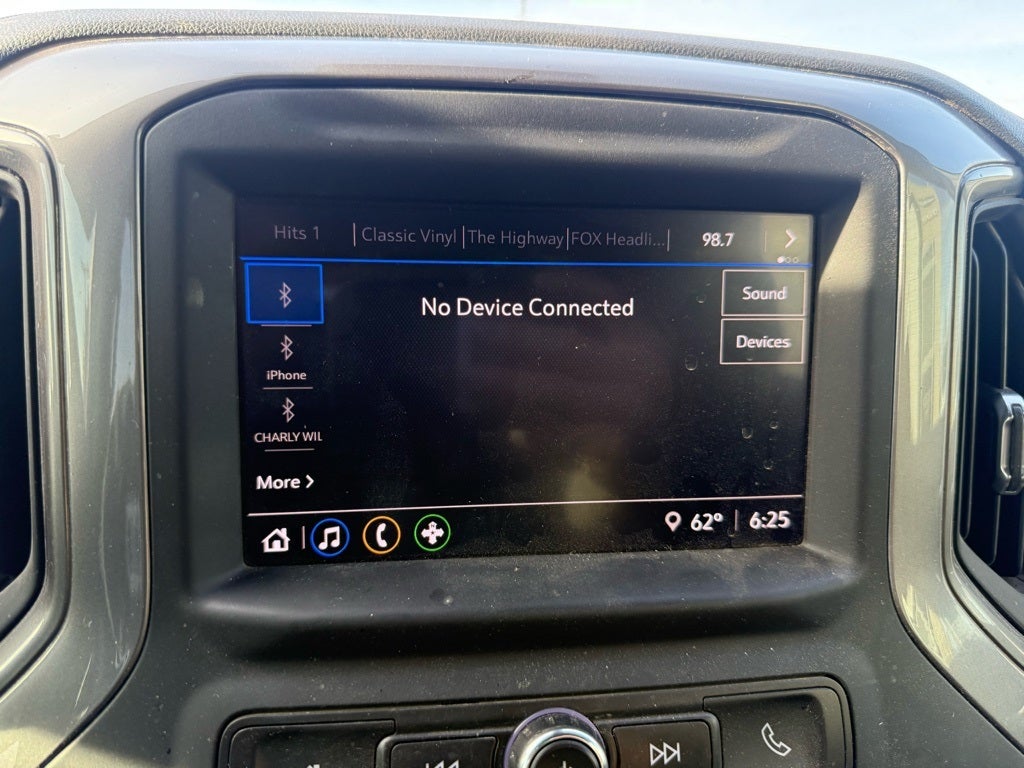 Hits 1 Classic Vinyl The Highway FOX Headli... 98.7
No Device Connected
Sound
Devices
iPhone
CHARLY WIL
More >
62° 6:25